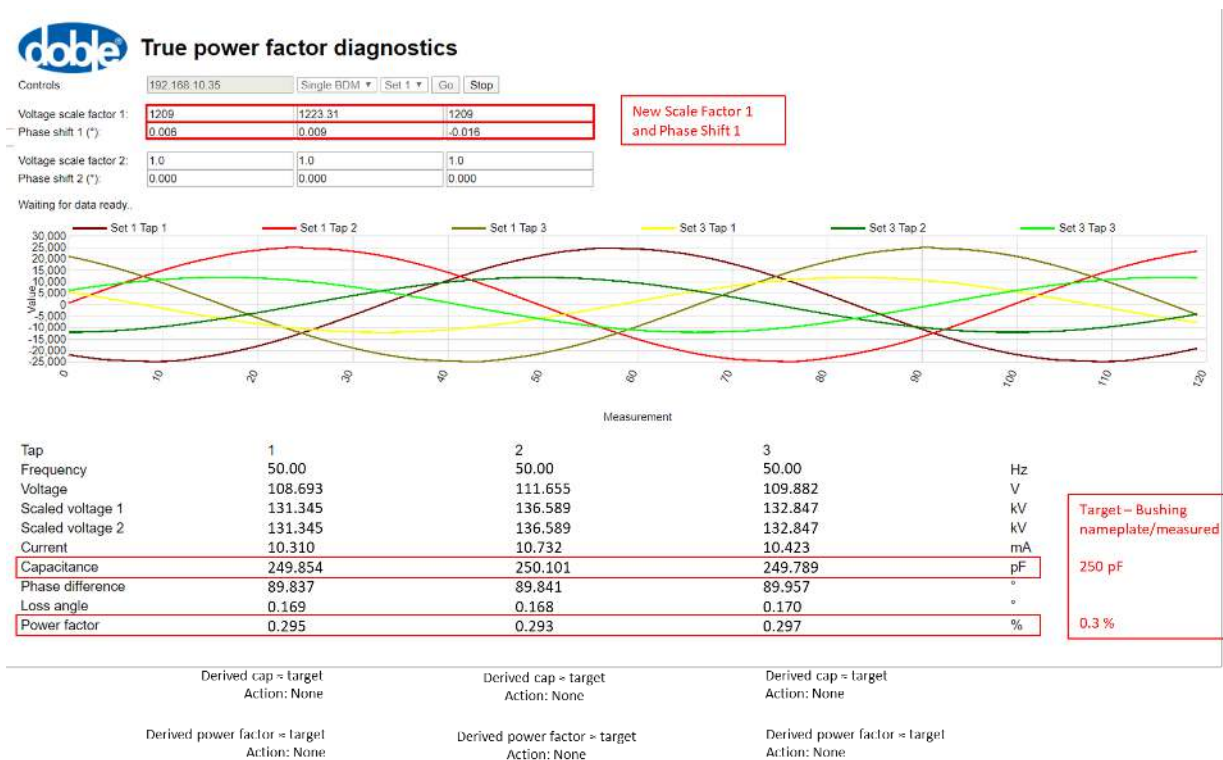 doble® True power factor diagnostics
Controls: 192.168.10.35 Single BDM ▼ Set 1 ▼ Go Stop
Voltage scale factor 1: 1209 1223.31 1209
Phase shift 1 (°): 0.006 0.009 -0.016
New Scale Factor 1
and Phase Shift 1
Voltage scale factor 2: 1.0 1.0 1.0
Phase shift 2 (°): 0.000 0.000 0.000
Waiting for data ready..
Set 1 Tap 1 Set 1 Tap 2 Set 1 Tap 3 Set 3 Tap 1 Set 3 Tap 2 Set 3 Tap 3
30,000
25,000
20,000
15,000
10,000
5,000
0
-5,000
-10,000
-15,000
-20,000
-25,000
Value
0 10 20 30 40 50 60 70 80 90 100 110 120
Measurement
Tap 1 2 3
Frequency 50.00 50.00 50.00 Hz
Voltage 108.693 111.655 109.882 V
Scaled voltage 1 131.345 136.589 132.847 kV
Scaled voltage 2 131.345 136.589 132.847 kV
Current 10.310 10.732 10.423 mA
Capacitance 249.854 250.101 249.789 pF
Phase difference 89.837 89.841 89.957 °
Loss angle 0.169 0.168 0.170 °
Power factor 0.295 0.293 0.297 %
Target – Bushing
nameplate/measured
250 pF
0.3 %
Derived cap ≈ target
Action: None
Derived cap ≈ target
Action: None
Derived cap ≈ target
Action: None
Derived power factor ≈ target
Action: None
Derived power factor ≈ target
Action: None
Derived power factor ≈ target
Action: None